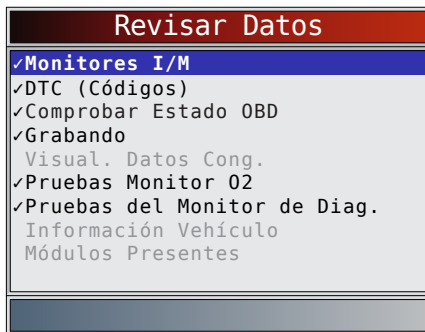 Revisar Datos
✓Monitores I/M
✓DTC (Códigos)
✓Comprobar Estado OBD
✓Grabando
Visual. Datos Cong.
✓Pruebas Monitor O2
✓Pruebas del Monitor de Diag.
Información Vehículo
Módulos Presentes